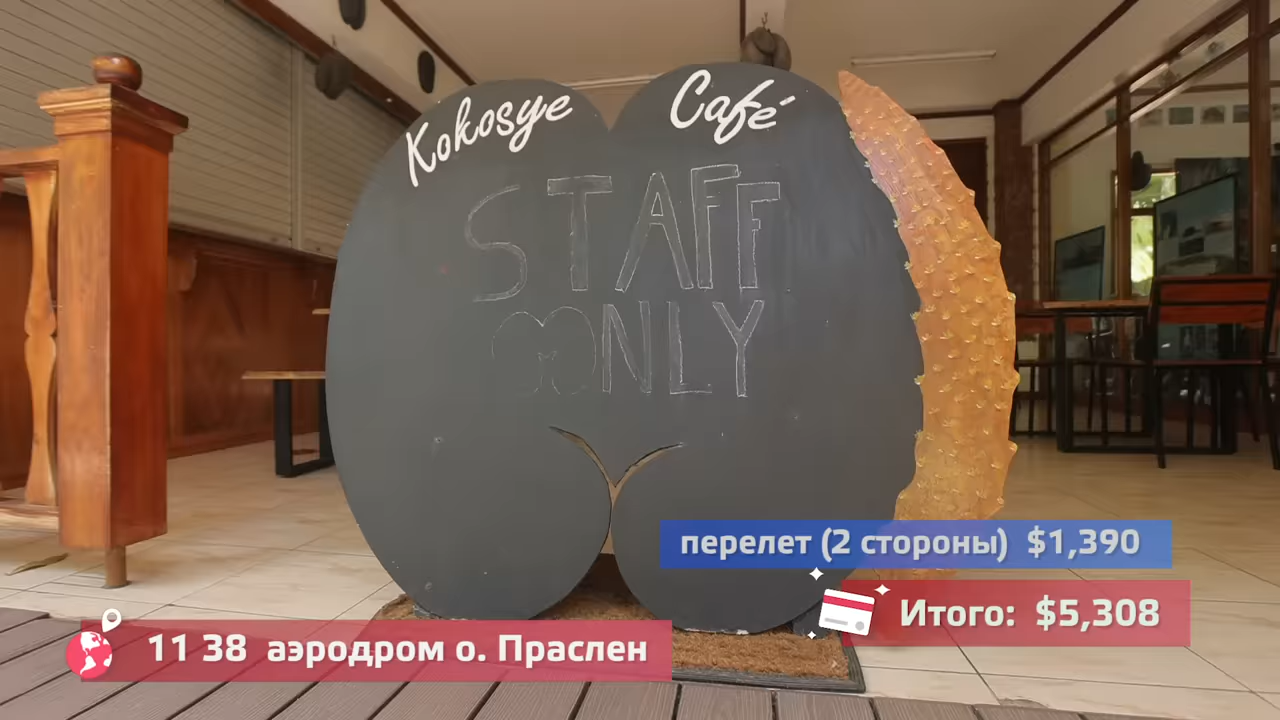 Kokosye Café
STAFF
ONLY
перелет (2 стороны) $1,390
Итого: $5,308
11 38 аэродром о. Праслен